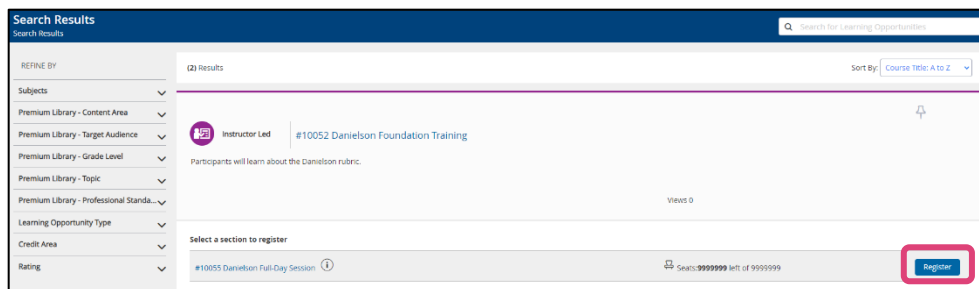 Search Results
Search Results
Search for Learning Opportunities
REFINE BY
Subjects
Premium Library - Content Area
Premium Library - Target Audience
Premium Library - Grade Level
Premium Library - Topic
Premium Library - Professional Standa...
Learning Opportunity Type
Credit Area
Rating
(2) Results
Sort By: Course Title: A to Z
Instructor Led
#10052 Danielson Foundation Training
Participants will learn about the Danielson rubric.
Views 0
Select a section to register
#10055 Danielson Full-Day Session
Seats:9999999 left of 9999999
Register